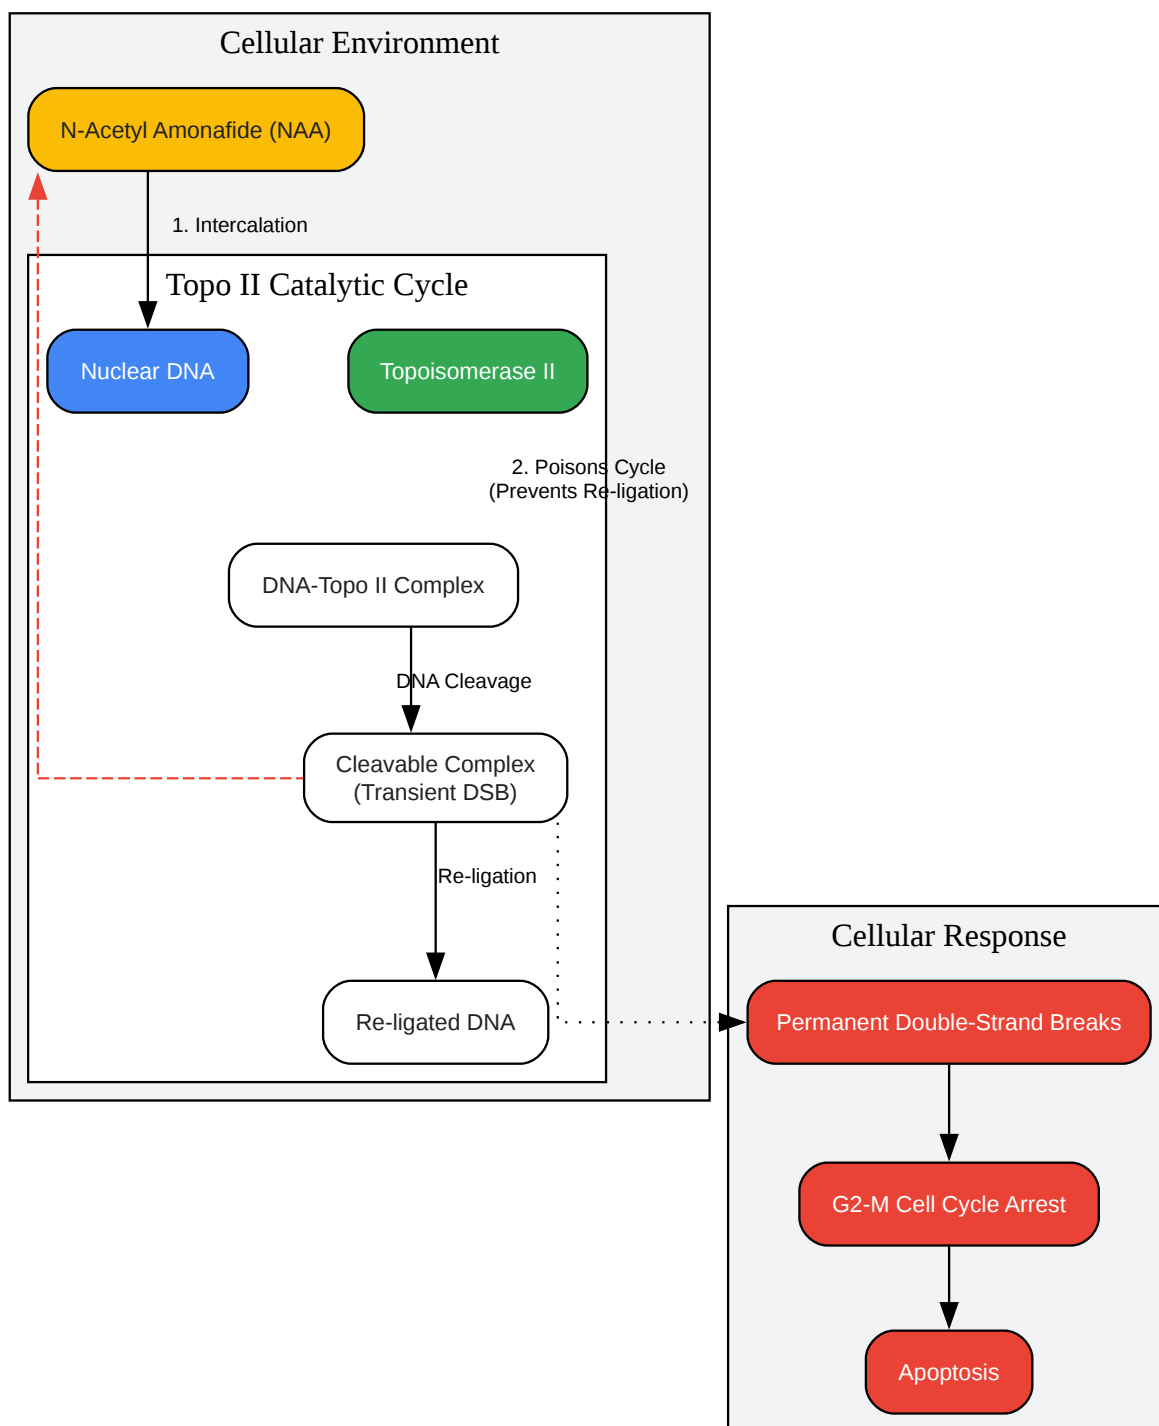 Cellular Environment
N-Acetyl Amonafide (NAA)
1. Intercalation
Topo II Catalytic Cycle
Nuclear DNA
Topoisomerase II
2. Poisons Cycle
(Prevents Re-ligation)
DNA-Topo II Complex
DNA Cleavage
Cleavable Complex
(Transient DSB)
Re-ligation
Re-ligated DNA
Cellular Response
Permanent Double-Strand Breaks
G2-M Cell Cycle Arrest
Apoptosis